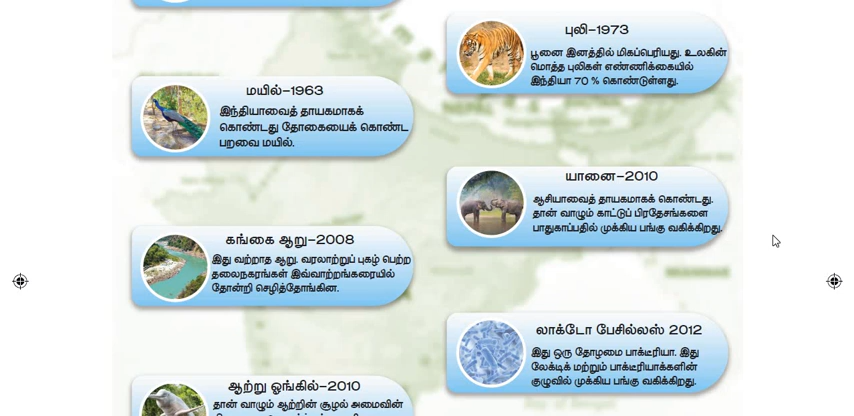 புலி-1973
பூனை இனத்தில் மிகப்பெரியது. உலகின்
மொத்த புலிகள் எண்ணிக்கையில்
இந்தியா 70 % கொண்டுள்ளது.
மயில்-1963
இந்தியாவைத் தாயகமாகக்
கொண்டது தோகையைக் கொண்ட
பறவை மயில்.
யானை-2010
ஆசியாவைத் தாயகமாகக் கொண்டது.
தான் வாழும் காட்டுப் பிரதேசங்களை
பாதுகாப்பதில் முக்கிய பங்கு வகிக்கிறது.
கங்கை ஆறு-2008
இது வற்றாத ஆறு. வரலாற்றுப் புகழ் பெற்ற
தலைநகரங்கள் இவ்வாற்றங்கரையில்
தோன்றி செழித்தோங்கின.
லாக்டோ பேசில்லஸ் 2012
இது ஒரு தோழமை பாக்டீரியா. இது
லேக்டிக் மற்றும் பாக்டீரியாக்களின்
குழுவில் முக்கிய பங்கு வகிக்கிறது.
ஆற்று ஓங்கில்-2010
தான் வாழும் ஆற்றின் சூழல் அமைவின்